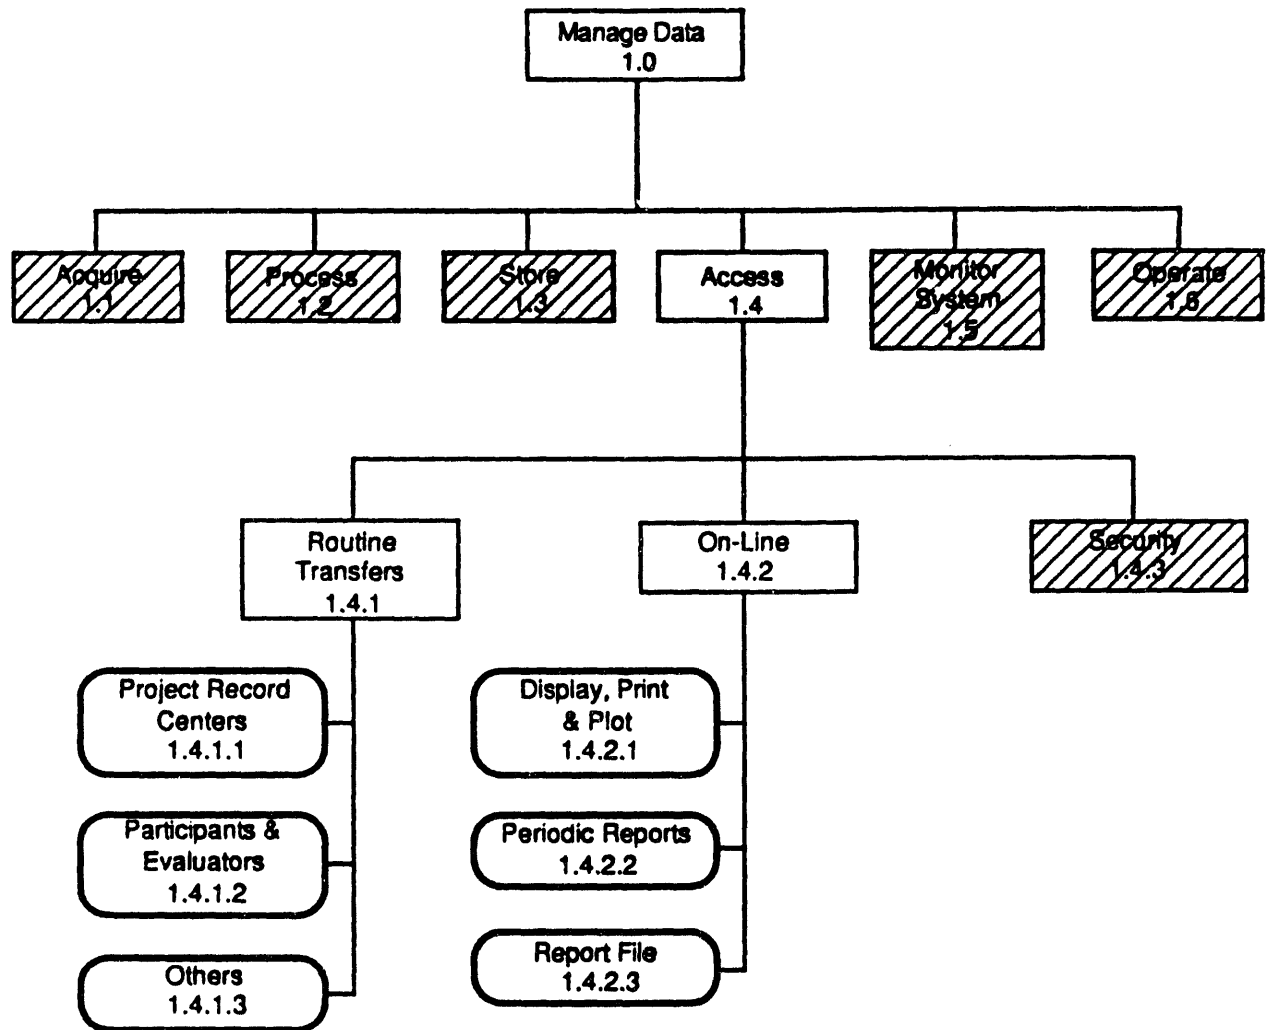 Manage Data
1.0
Acquire
1.1
Process
1.2
Store
1.3
Access
1.4
Monitor
System
1.5
Operate
1.6
Routine
Transfers
1.4.1
On-Line
1.4.2
Security
1.4.3
Project Record
Centers
1.4.1.1
Participants &
Evaluators
1.4.1.2
Others
1.4.1.3
Display, Print
& Plot
1.4.2.1
Periodic Reports
1.4.2.2
Report File
1.4.2.3